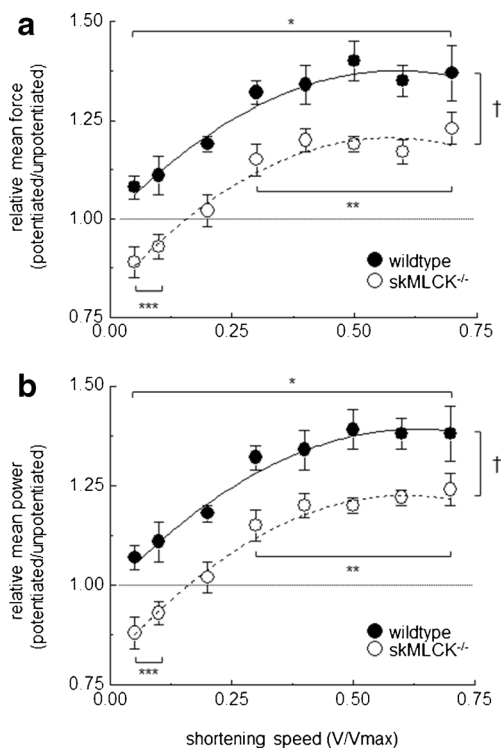 a
relative mean force
(potentiated/unpotentiated)
1.50
1.25
1.00
0.75
*
†
**
***
wildtype
skMLCK-/-
0.00
0.25
0.50
0.75
b
relative mean power
(potentiated/unpotentiated)
1.50
1.25
1.00
0.75
*
†
**
***
wildtype
skMLCK-/-
0.00
0.25
0.50
0.75
shortening speed (V/Vmax)